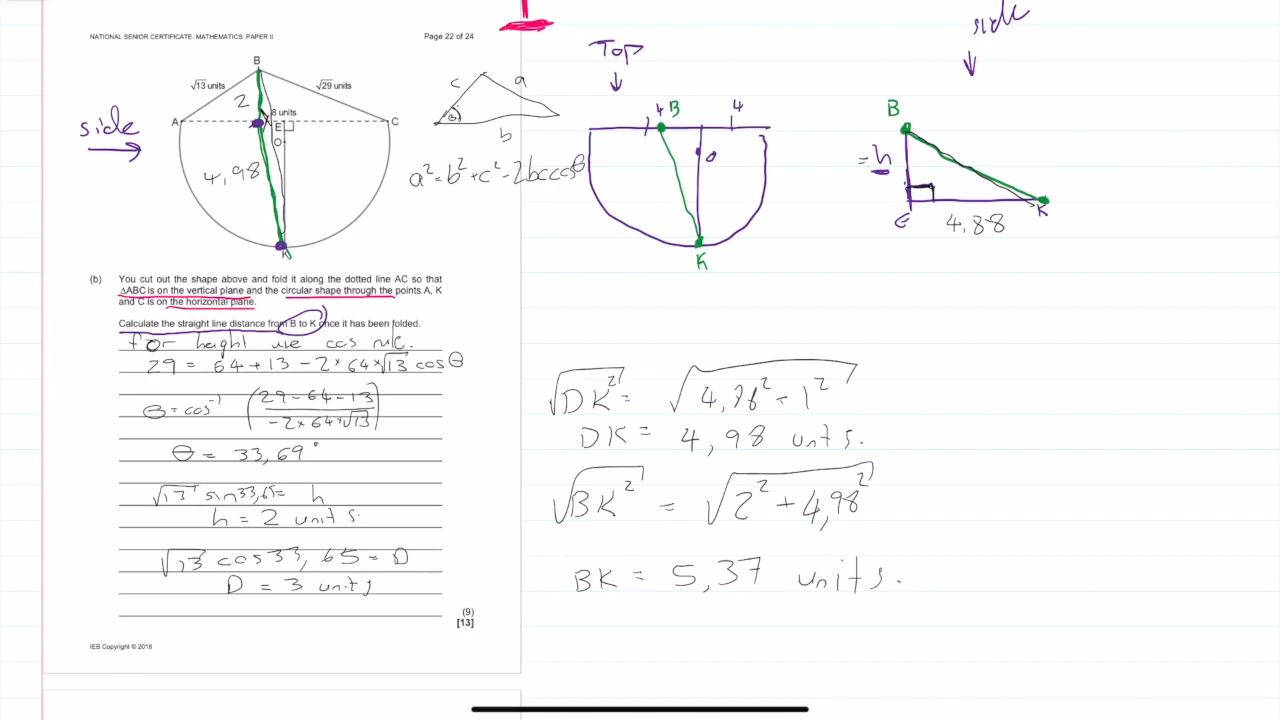 side
NATIONAL SENIOR CERTIFICATE: MATHEMATICS: PAPER II
Page 22 of 24
Top
side
B
√13 units
√29 units
2
8 units
A
E
C
O
4,98
K
c
a
θ
b
a² = b² + c² - 2bccosθ
4 B
4
O
K
B
= h
E
4,88
K
(b) You cut out the shape above and fold it along the dotted line AC so that
△ABC is on the vertical plane and the circular shape through the points A, K
and C is on the horizontal plane.
Calculate the straight line distance from B to K once it has been folded.
for height use cos rule.
29 = 64 + 13 - 2 × 64 × √13 cos θ
θ = cos⁻¹ (29 - 64 - 13 / -2 × 64 × √13)
θ = 33,69°
√13 sin 33,65 = h
h = 2 units.
√13 cos 33,65 = D
D = 3 units
√DK² = √4,98² - 1²
DK = 4,98 units.
√BK² = √2² + 4,98²
BK = 5,37 units.
(9)
[13]
IEB Copyright © 2018